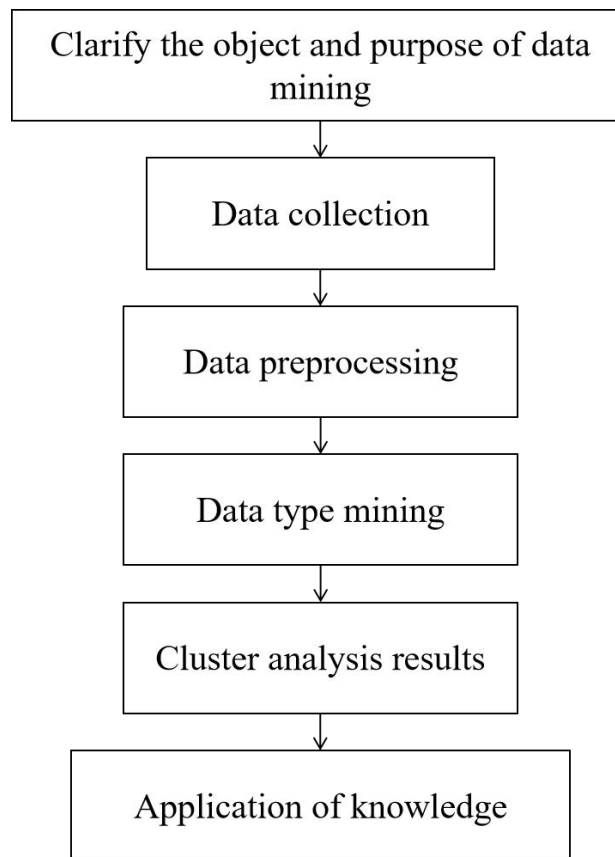 Clarify the object and purpose of data
mining
Data collection
Data preprocessing
Data type mining
Cluster analysis results
Application of knowledge